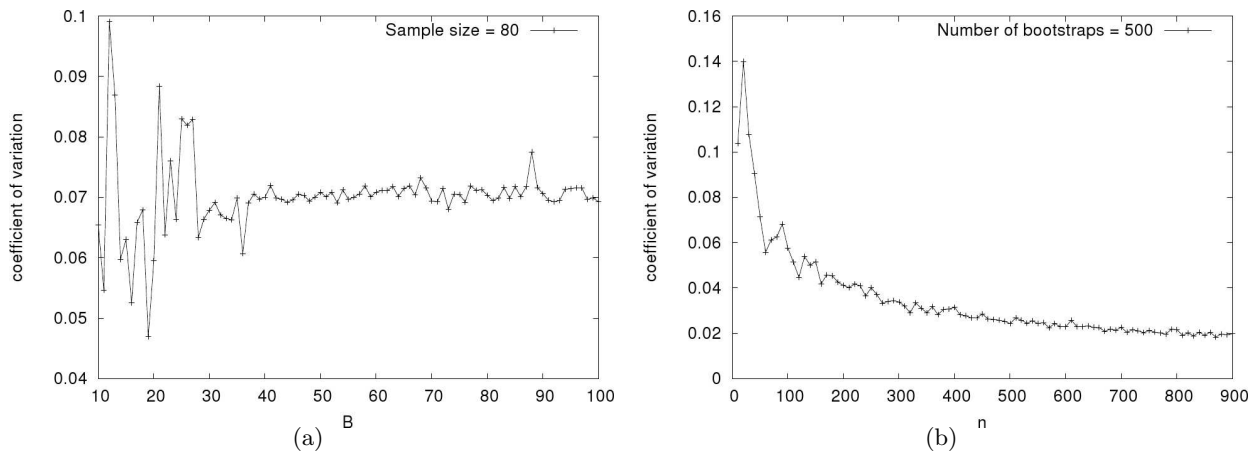 0.1
0.09
0.08
0.07
0.06
0.05
0.04
coefficient of variation
Sample size = 80
10 20 30 40 50 60 70 80 90 100
B
(a)
0.16
0.14
0.12
0.1
0.08
0.06
0.04
0.02
0
coefficient of variation
Number of bootstraps = 500
0 100 200 300 400 500 600 700 800 900
n
(b)